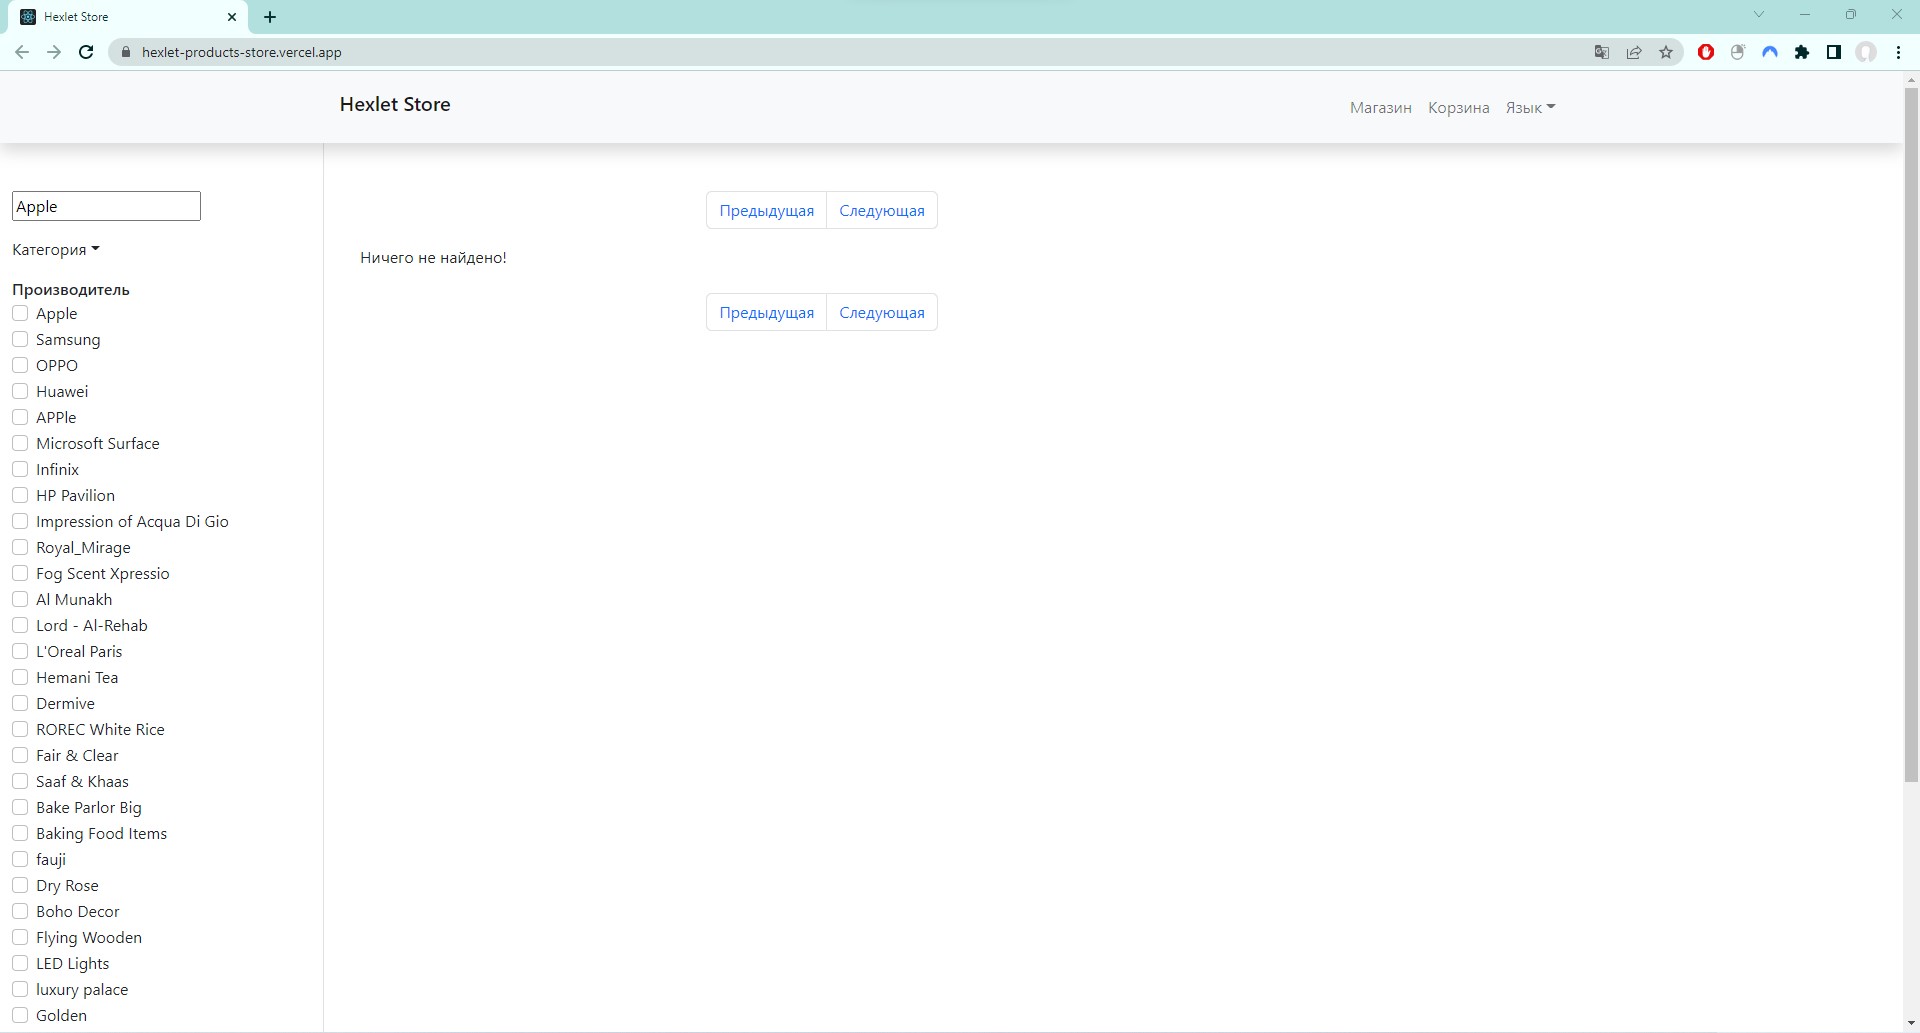 Hexlet Store
hexlet-products-store.vercel.app
Hexlet Store
Магазин Корзина Язык
Apple
Категория
Производитель
Apple
Samsung
OPPO
Huawei
APPle
Microsoft Surface
Infinix
HP Pavilion
Impression of Acqua Di Gio
Royal_Mirage
Fog Scent Xpressio
Al Munakh
Lord - Al-Rehab
L'Oreal Paris
Hemani Tea
Dermive
ROREC White Rice
Fair & Clear
Saaf & Khaas
Bake Parlor Big
Baking Food Items
fauji
Dry Rose
Boho Decor
Flying Wooden
LED Lights
luxury palace
Golden
Предыдущая Следующая
Ничего не найдено!
Предыдущая Следующая